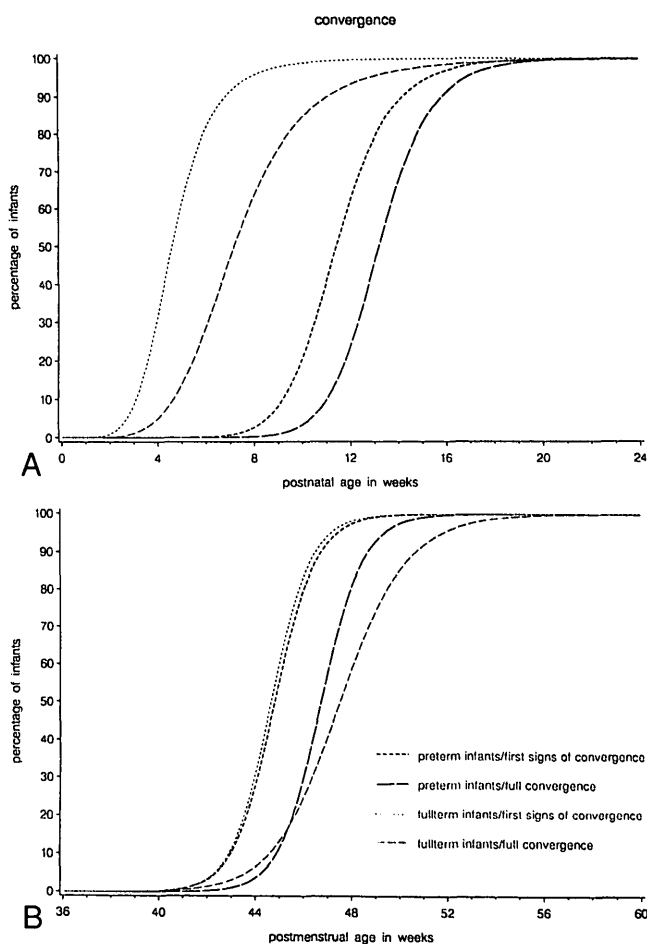 convergence
100
90
80
70
60
50
40
30
20
10
0
percentage of infants
A
0 4 8 12 16 20 24
postnatal age in weeks
100
90
80
70
60
50
40
30
20
10
0
percentage of infants
preterm infants/first signs of convergence
preterm infants/full convergence
fullterm infants/first signs of convergence
fullterm infants/full convergence
B
36 40 44 48 52 56 60
postmenstrual age in weeks